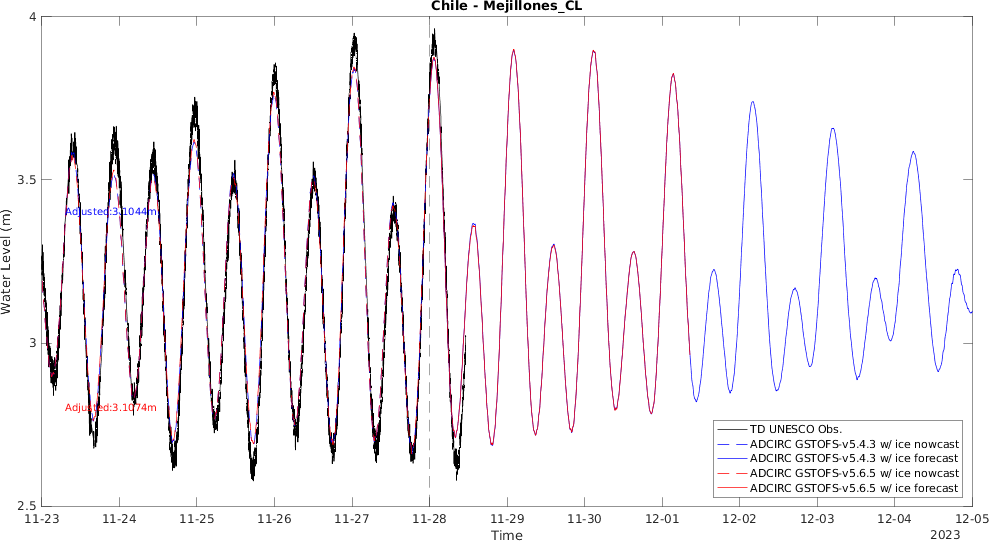 Chile - Mejillones_CL
4
3.5
3
2.5
Water Level (m)
Adjusted:3.1044m
Adjusted:3.1074m
TD UNESCO Obs.
ADCIRC GSTOFS-v5.4.3 w/ ice nowcast
ADCIRC GSTOFS-v5.4.3 w/ ice forecast
ADCIRC GSTOFS-v5.6.5 w/ ice nowcast
ADCIRC GSTOFS-v5.6.5 w/ ice forecast
11-23 11-24 11-25 11-26 11-27 11-28 11-29 11-30 12-01 12-02 12-03 12-04 12-05
Time
2023